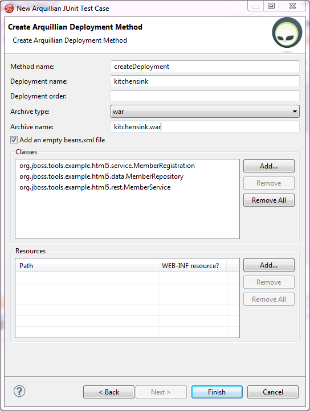 New Arquillian JUnit Test Case
Create Arquillian Deployment Method
Create Arquillian Deployment Method
Method name: createDeployment
Deployment name: kitchensink
Deployment order:
Archive type: war
Archive name: kitchensink.war
Add an empty beans.xml file
Classes
org.jboss.tools.example.html5.service.MemberRegistration
org.jboss.tools.example.html5.data.MemberRepository
org.jboss.tools.example.html5.rest.MemberService
Add...
Remove
Remove All
Resources
Path WEB-INF resource?
Add...
Remove
Remove All
? < Back Next > Finish Cancel